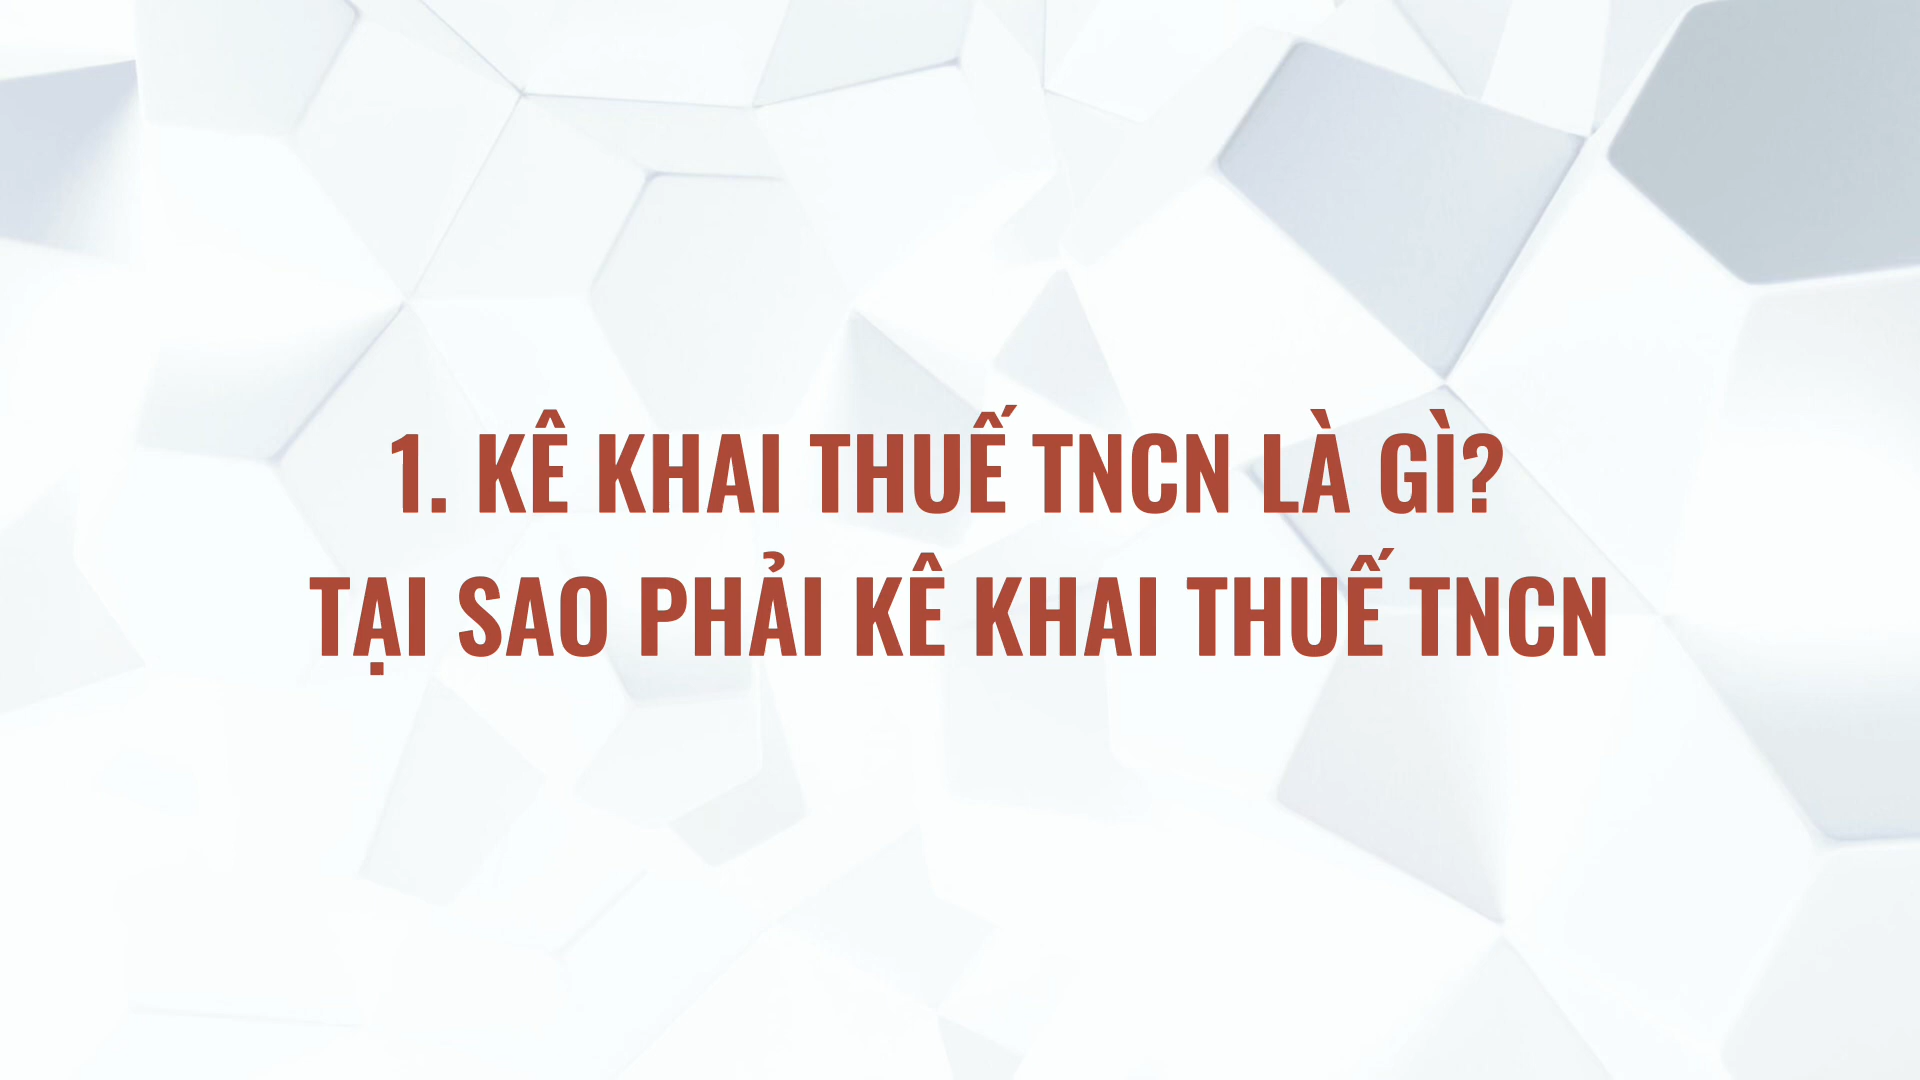 1. KÊ KHAI THUẾ TNCN LÀ GÌ?
TẠI SAO PHẢI KÊ KHAI THUẾ TNCN